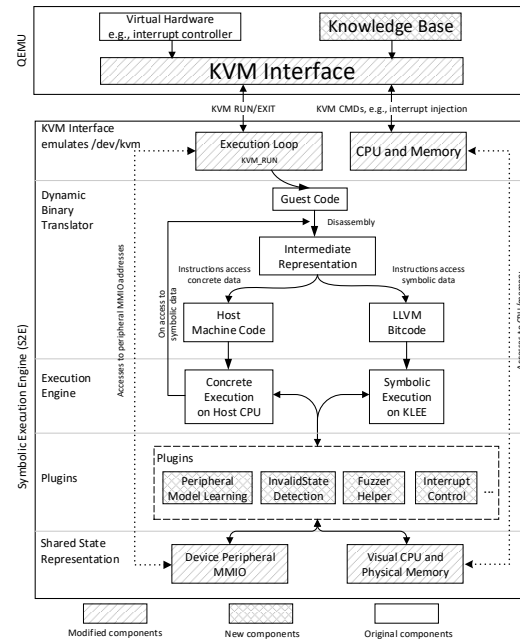 QEMU
Virtual Hardware
e.g., interrupt controller
Knowledge Base
KVM Interface
KVM RUN/EXIT
KVM CMDs, e.g., interrupt injection
Symbolic Execution Engine (S2E)
KVM Interface
emulates /dev/kvm
Execution Loop
KVM_RUN
CPU and Memory
Dynamic
Binary
Translator
Guest Code
Disassembly
Intermediate
Representation
Instructions access
concrete data
Instructions access
symbolic data
Host
Machine Code
LLVM
Bitcode
Accesses to peripheral MMIO addresses
On access to
symbolic data
Execution
Engine
Concrete
Execution
on Host CPU
Symbolic
Execution
on KLEE
Plugins
Plugins
Peripheral
Model Learning
InvalidState
Detection
Fuzzer
Helper
Interrupt
Control
...
Shared State
Representation
Device Peripheral
MMIO
Visual CPU and
Physical Memory
Modified components
New components
Original components